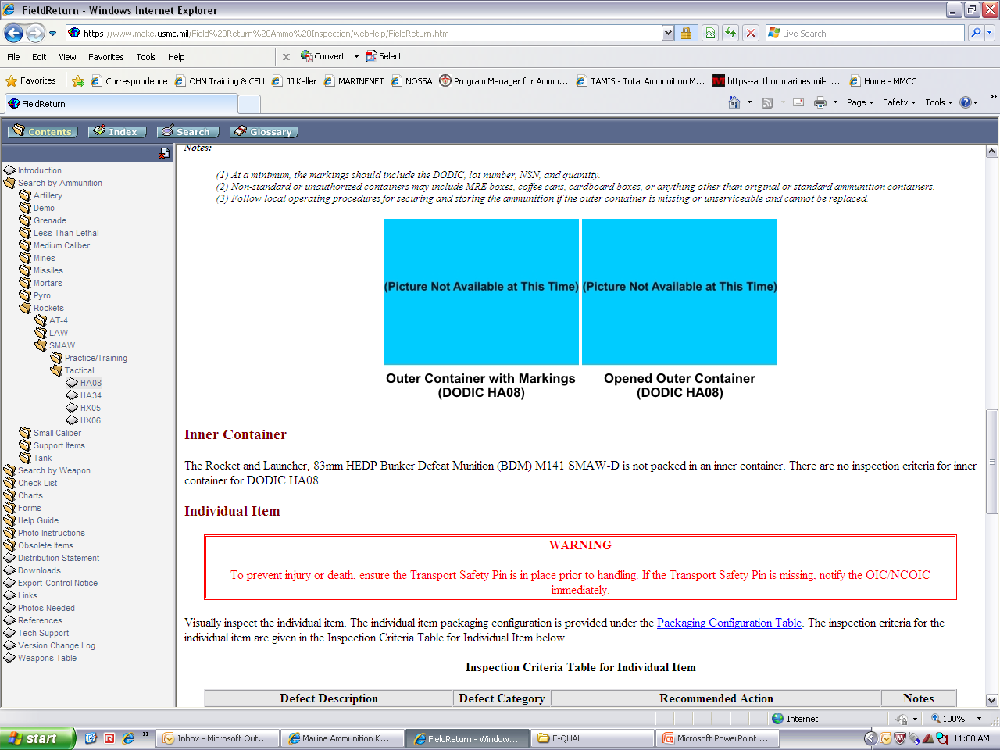 FieldReturn - Windows Internet Explorer
https://www.make.usmc.mil/Field%20Return%20Ammo%20Inspection/webHelp/FieldReturn.htm
Live Search
File Edit View Favorites Tools Help
x Convert Select
Favorites Correspondence OHN Training & CEU JJ Keller MARINENET NOSSA Program Manager for Ammu... TAMIS - Total Ammunition M... https--author.marines.mil-u... Home - MMCC
FieldReturn
Page Safety Tools
Contents Index Search Glossary
Introduction
Search by Ammunition
Artillery
Demo
Grenade
Less Than Lethal
Medium Caliber
Mines
Missiles
Mortars
Pyro
Rockets
AT-4
LAW
SMAW
Practice/Training
Tactical
HA08
HA34
HX05
HX06
Small Caliber
Support Items
Tank
Search by Weapon
Check List
Charts
Forms
Help Guide
Photo Instructions
Obsolete Items
Distribution Statement
Downloads
Export-Control Notice
Links
Photos Needed
References
Tech Support
Version Change Log
Weapons Table
Notes:
(1) At a minimum, the markings should include the DODIC, lot number, NSN, and quantity.
(2) Non-standard or unauthorized containers may include MRE boxes, coffee cans, cardboard boxes, or anything other than original or standard ammunition containers.
(3) Follow local operating procedures for securing and storing the ammunition if the outer container is missing or unserviceable and cannot be replaced.
(Picture Not Available at This Time) (Picture Not Available at This Time)
Outer Container with Markings
(DODIC HA08)
Opened Outer Container
(DODIC HA08)
Inner Container
The Rocket and Launcher, 83mm HEDP Bunker Defeat Munition (BDM) M141 SMAW-D is not packed in an inner container. There are no inspection criteria for inner
container for DODIC HA08.
Individual Item
WARNING
To prevent injury or death, ensure the Transport Safety Pin is in place prior to handling. If the Transport Safety Pin is missing, notify the OIC/NCOIC
immediately.
Visually inspect the individual item. The individual item packaging configuration is provided under the Packaging Configuration Table. The inspection criteria for the
individual item are given in the Inspection Criteria Table for Individual Item below.
Inspection Criteria Table for Individual Item
Defect Description Defect Category Recommended Action Notes
Internet 100%
start Inbox - Microsoft Out... Marine Ammunition K... FieldReturn - Window... E-QUAL Microsoft PowerPoint ... 11:08 AM